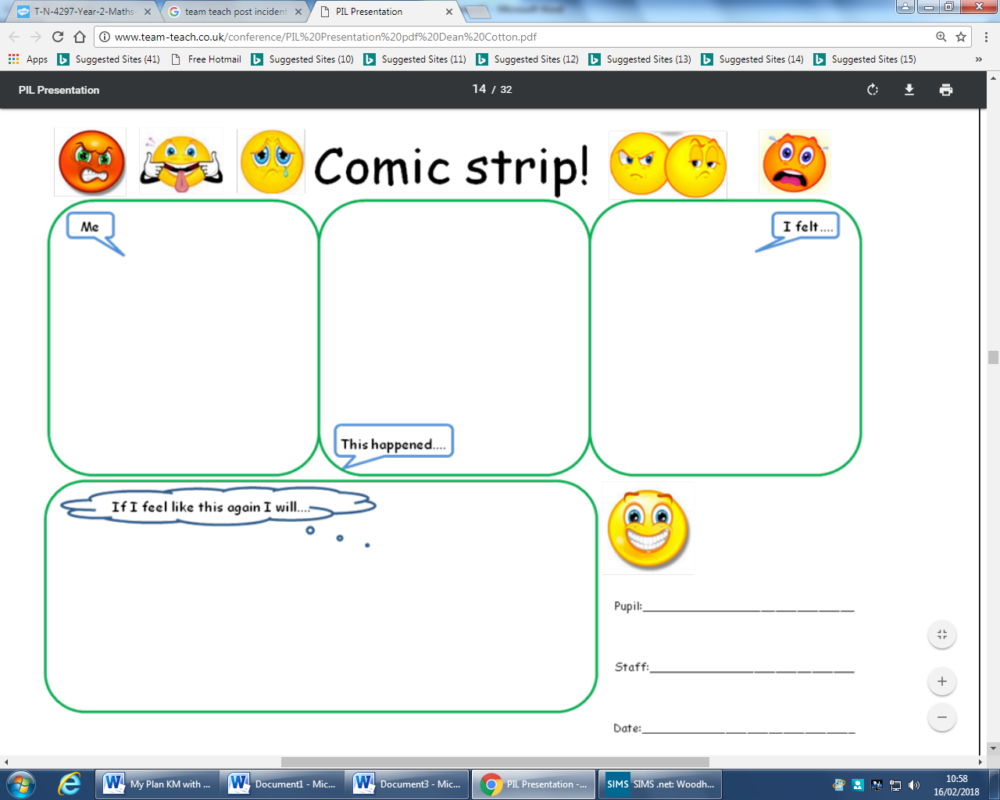 T-N-4297-Year-2-Maths-
team teach post incident
PIL Presentation
Microsoft Word
www.team-teach.co.uk/conference/PIL%20Presentation%20pdf%20Dean%20Cotton.pdf
Apps
Suggested Sites (41)
Free Hotmail
Suggested Sites (10)
Suggested Sites (11)
Suggested Sites (12)
Suggested Sites (13)
Suggested Sites (14)
Suggested Sites (15)
»
PIL Presentation
14 / 32
Comic strip!
Me
I felt....
This happened....
If I feel like this again I will....
Pupil:
Staff:
Date:
My Plan KM with ...
Document1 - Mic...
Document3 - Mic...
PIL Presentation -...
SIMS
SIMS .net: Woodh...
10:58
16/02/2018